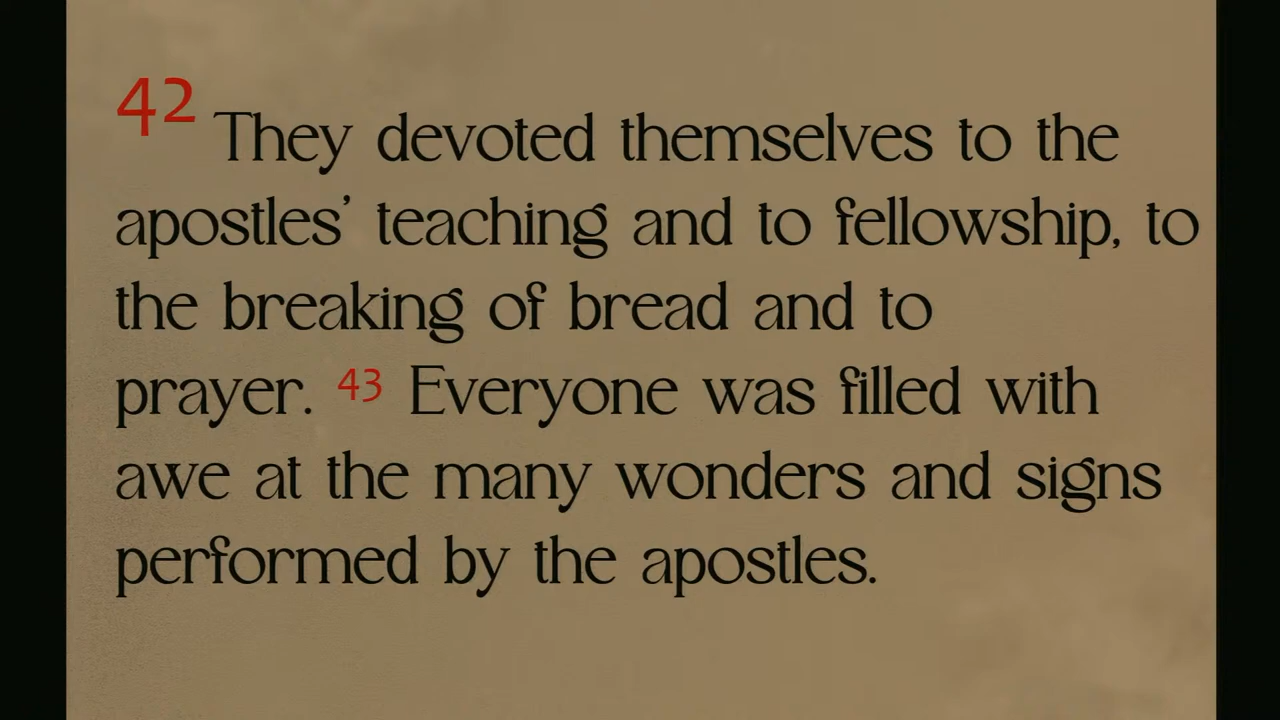 42 They devoted themselves to the
apostles’ teaching and to fellowship, to
the breaking of bread and to
prayer. 43 Everyone was filled with
awe at the many wonders and signs
performed by the apostles.